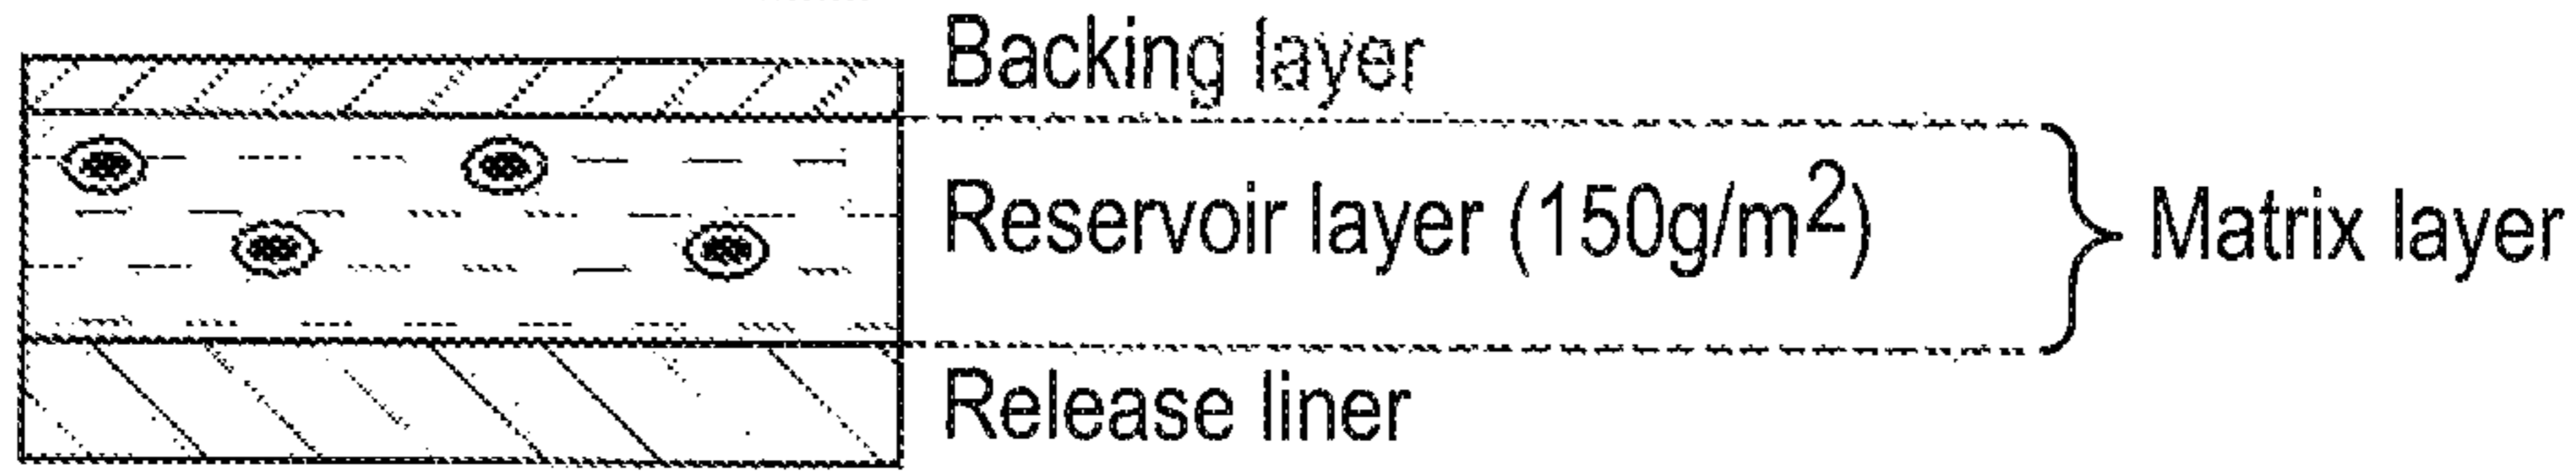 Backing layer
Reservoir layer (150g/m²)
Matrix layer
Release liner